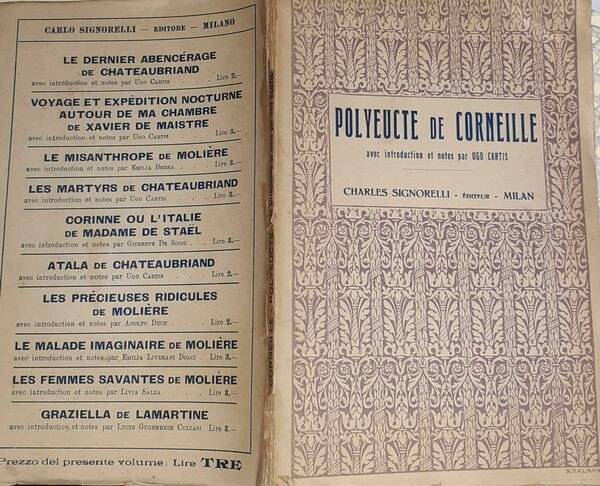 CARLO SIGNORELLI — EDITORE — MILANO
LE DERNIER ABENCÉRAGE
DE CHATEAUBRIAND
avec introduction et notes par UGO CARTIS . . . Lire 2.—
VOYAGE ET EXPÉDITION NOCTURNE
AUTOUR DE MA CHAMBRE
DE XAVIER DE MAISTRE
avec introduction et notes par UGO CARTIS . . . Lire 3.—
LE MISANTHROPE DE MOLIÈRE
avec introduction et notes par EMILIA BERRA . . . Lire 3.—
LES MARTYRS DE CHATEAUBRIAND
avec introduction et notes par UGO CARTIS . . . Lire 3.—
CORINNE OU L'ITALIE
DE MADAME DE STAËL
avec introduction et notes par GIUSEPPE DE SOCIO . . Lire 3.—
ATALA DE CHATEAUBRIAND
avec introduction et notes par UGO CARTIS . . . Lire 2.—
LES PRÉCIEUSES RIDICULES
DE MOLIÈRE
avec introduction et notes par ADOLFO DUCH . . . Lire 2.—
LE MALADE IMAGINAIRE DE MOLIÈRE
avec introduction et notes par EMILIA LIVERANI DOLCI . Lire 3.—
LES FEMMES SAVANTES DE MOLIÈRE
avec introduction et notes par LIVIA SALSA . . Lire 3.—
GRAZIELLA DE LAMARTINE
avec introduction et notes par LUCIE GUGENHEIM CULCASI Lire 3.—
Prezzo del presente volume: Lire TRE
CORNEILLE - POLYEUCTE
POLYEUCTE DE CORNEILLE
avec introduction et notes par UGO CARTIS
CHARLES SIGNORELLI - ÉDITEUR - MILAN